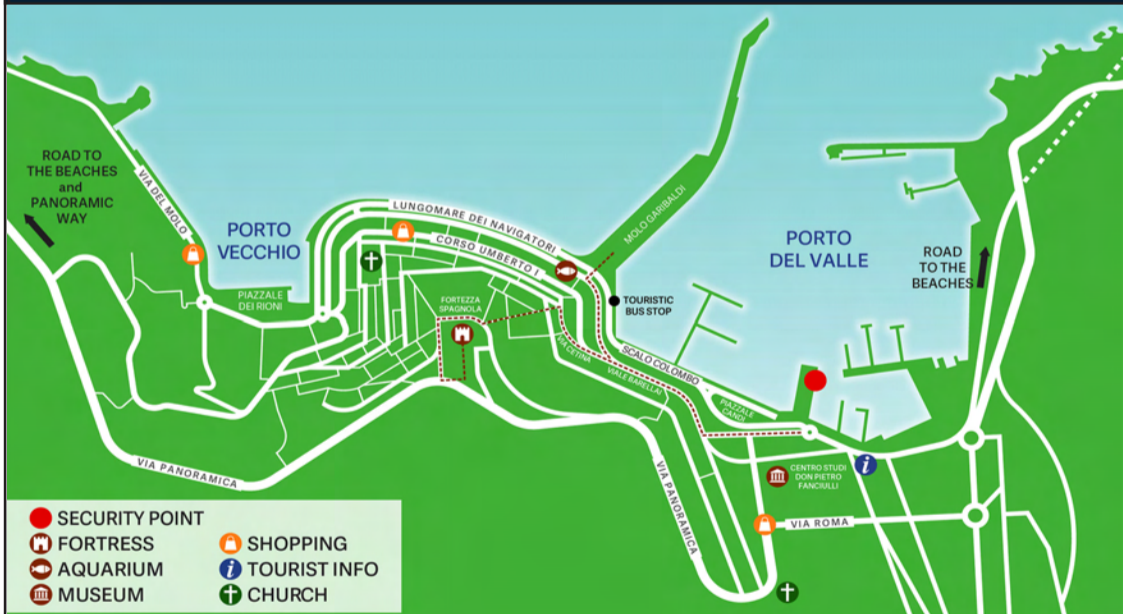 ROAD TO
THE BEACHES
and
PANORAMIC
WAY
VIA DEL MOLO
PORTO
VECCHIO
PIAZZALE
DEI RIONI
LUNGOMARE DEI NAVIGATORI
CORSO UMBERTO I
FORTEZZA
SPAGNOLA
MOLO GARIBALDI
TOURISTIC
BUS STOP
PORTO
DEL VALLE
ROAD
TO THE
BEACHES
VIA CETINA
VIALE BARELLAI
SCALO COLOMBO
PIAZZALE
CANDI
CENTRO STUDI
DON PIETRO
FANCIULLI
i
VIA PANORAMICA
VIA PANORAMICA
VIA ROMA
SECURITY POINT
FORTRESS
AQUARIUM
MUSEUM
SHOPPING
i TOURIST INFO
CHURCH